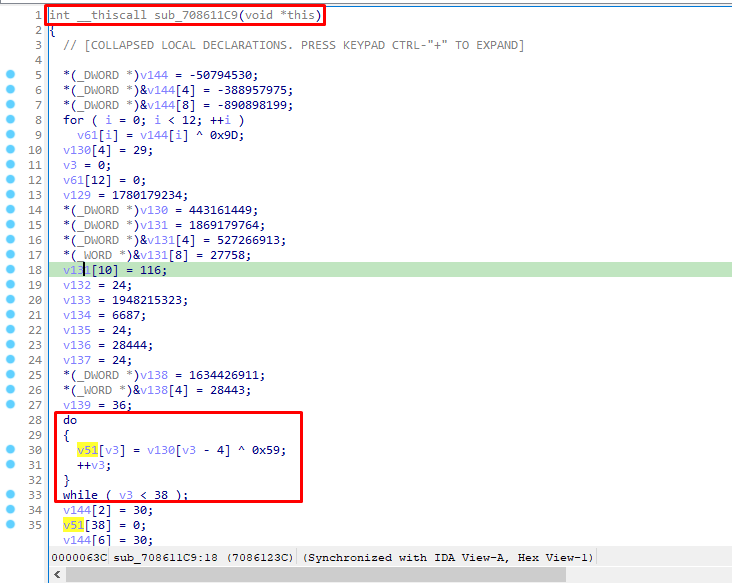 1 int __thiscall sub_708611C9(void *this)
2 {
3 // [COLLAPSED LOCAL DECLARATIONS. PRESS KEYPAD CTRL-"+" TO EXPAND]
4
5 *(_DWORD *)v144 = -50794530;
6 *(_DWORD *)&v144[4] = -388957975;
7 *(_DWORD *)&v144[8] = -890898199;
8 for ( i = 0; i < 12; ++i )
9 v61[i] = v144[i] ^ 0x9D;
10 v130[4] = 29;
11 v3 = 0;
12 v61[12] = 0;
13 v129 = 1780179234;
14 *(_DWORD *)v130 = 443161449;
15 *(_DWORD *)v131 = 1869179764;
16 *(_DWORD *)&v131[4] = 527266913;
17 *(_WORD *)&v131[8] = 27758;
18 v131[10] = 116;
19 v132 = 24;
20 v133 = 1948215323;
21 v134 = 6687;
22 v135 = 24;
23 v136 = 28444;
24 v137 = 24;
25 *(_DWORD *)v138 = 1634426911;
26 *(_WORD *)&v138[4] = 28443;
27 v139 = 36;
28 do
29 {
30 v51[v3] = v130[v3 - 4] ^ 0x59;
31 ++v3;
32 }
33 while ( v3 < 38 );
34 v144[2] = 30;
35 v51[38] = 0;
v144[6] = 30;
0000063C sub_708611C9:18 (7086123C) (Synchronized with IDA View-A, Hex View-1)